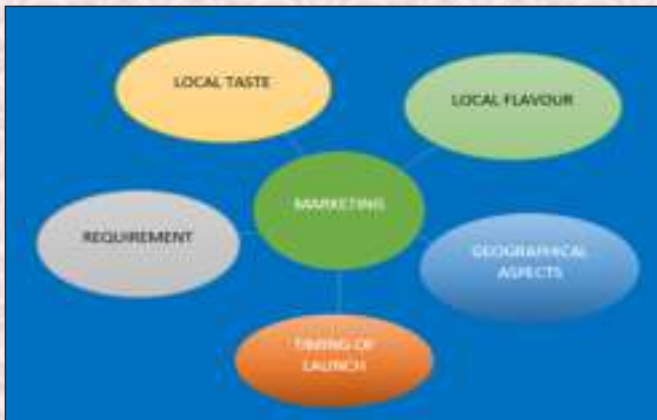 LOCAL TASTE
LOCAL FLAVOUR
MARKETING
REQUIREMENT
GEOGRAPHICAL
ASPECTS
TIMING OF
LAUNCH